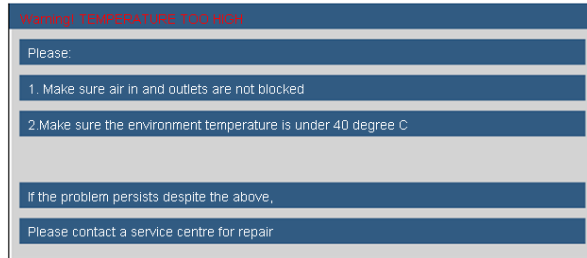 Warning! TEMPERATURE TOO HIGH
Please:
1. Make sure air in and outlets are not blocked
2.Make sure the environment temperature is under 40 degree C
If the problem persists despite the above,
Please contact a service centre for repair